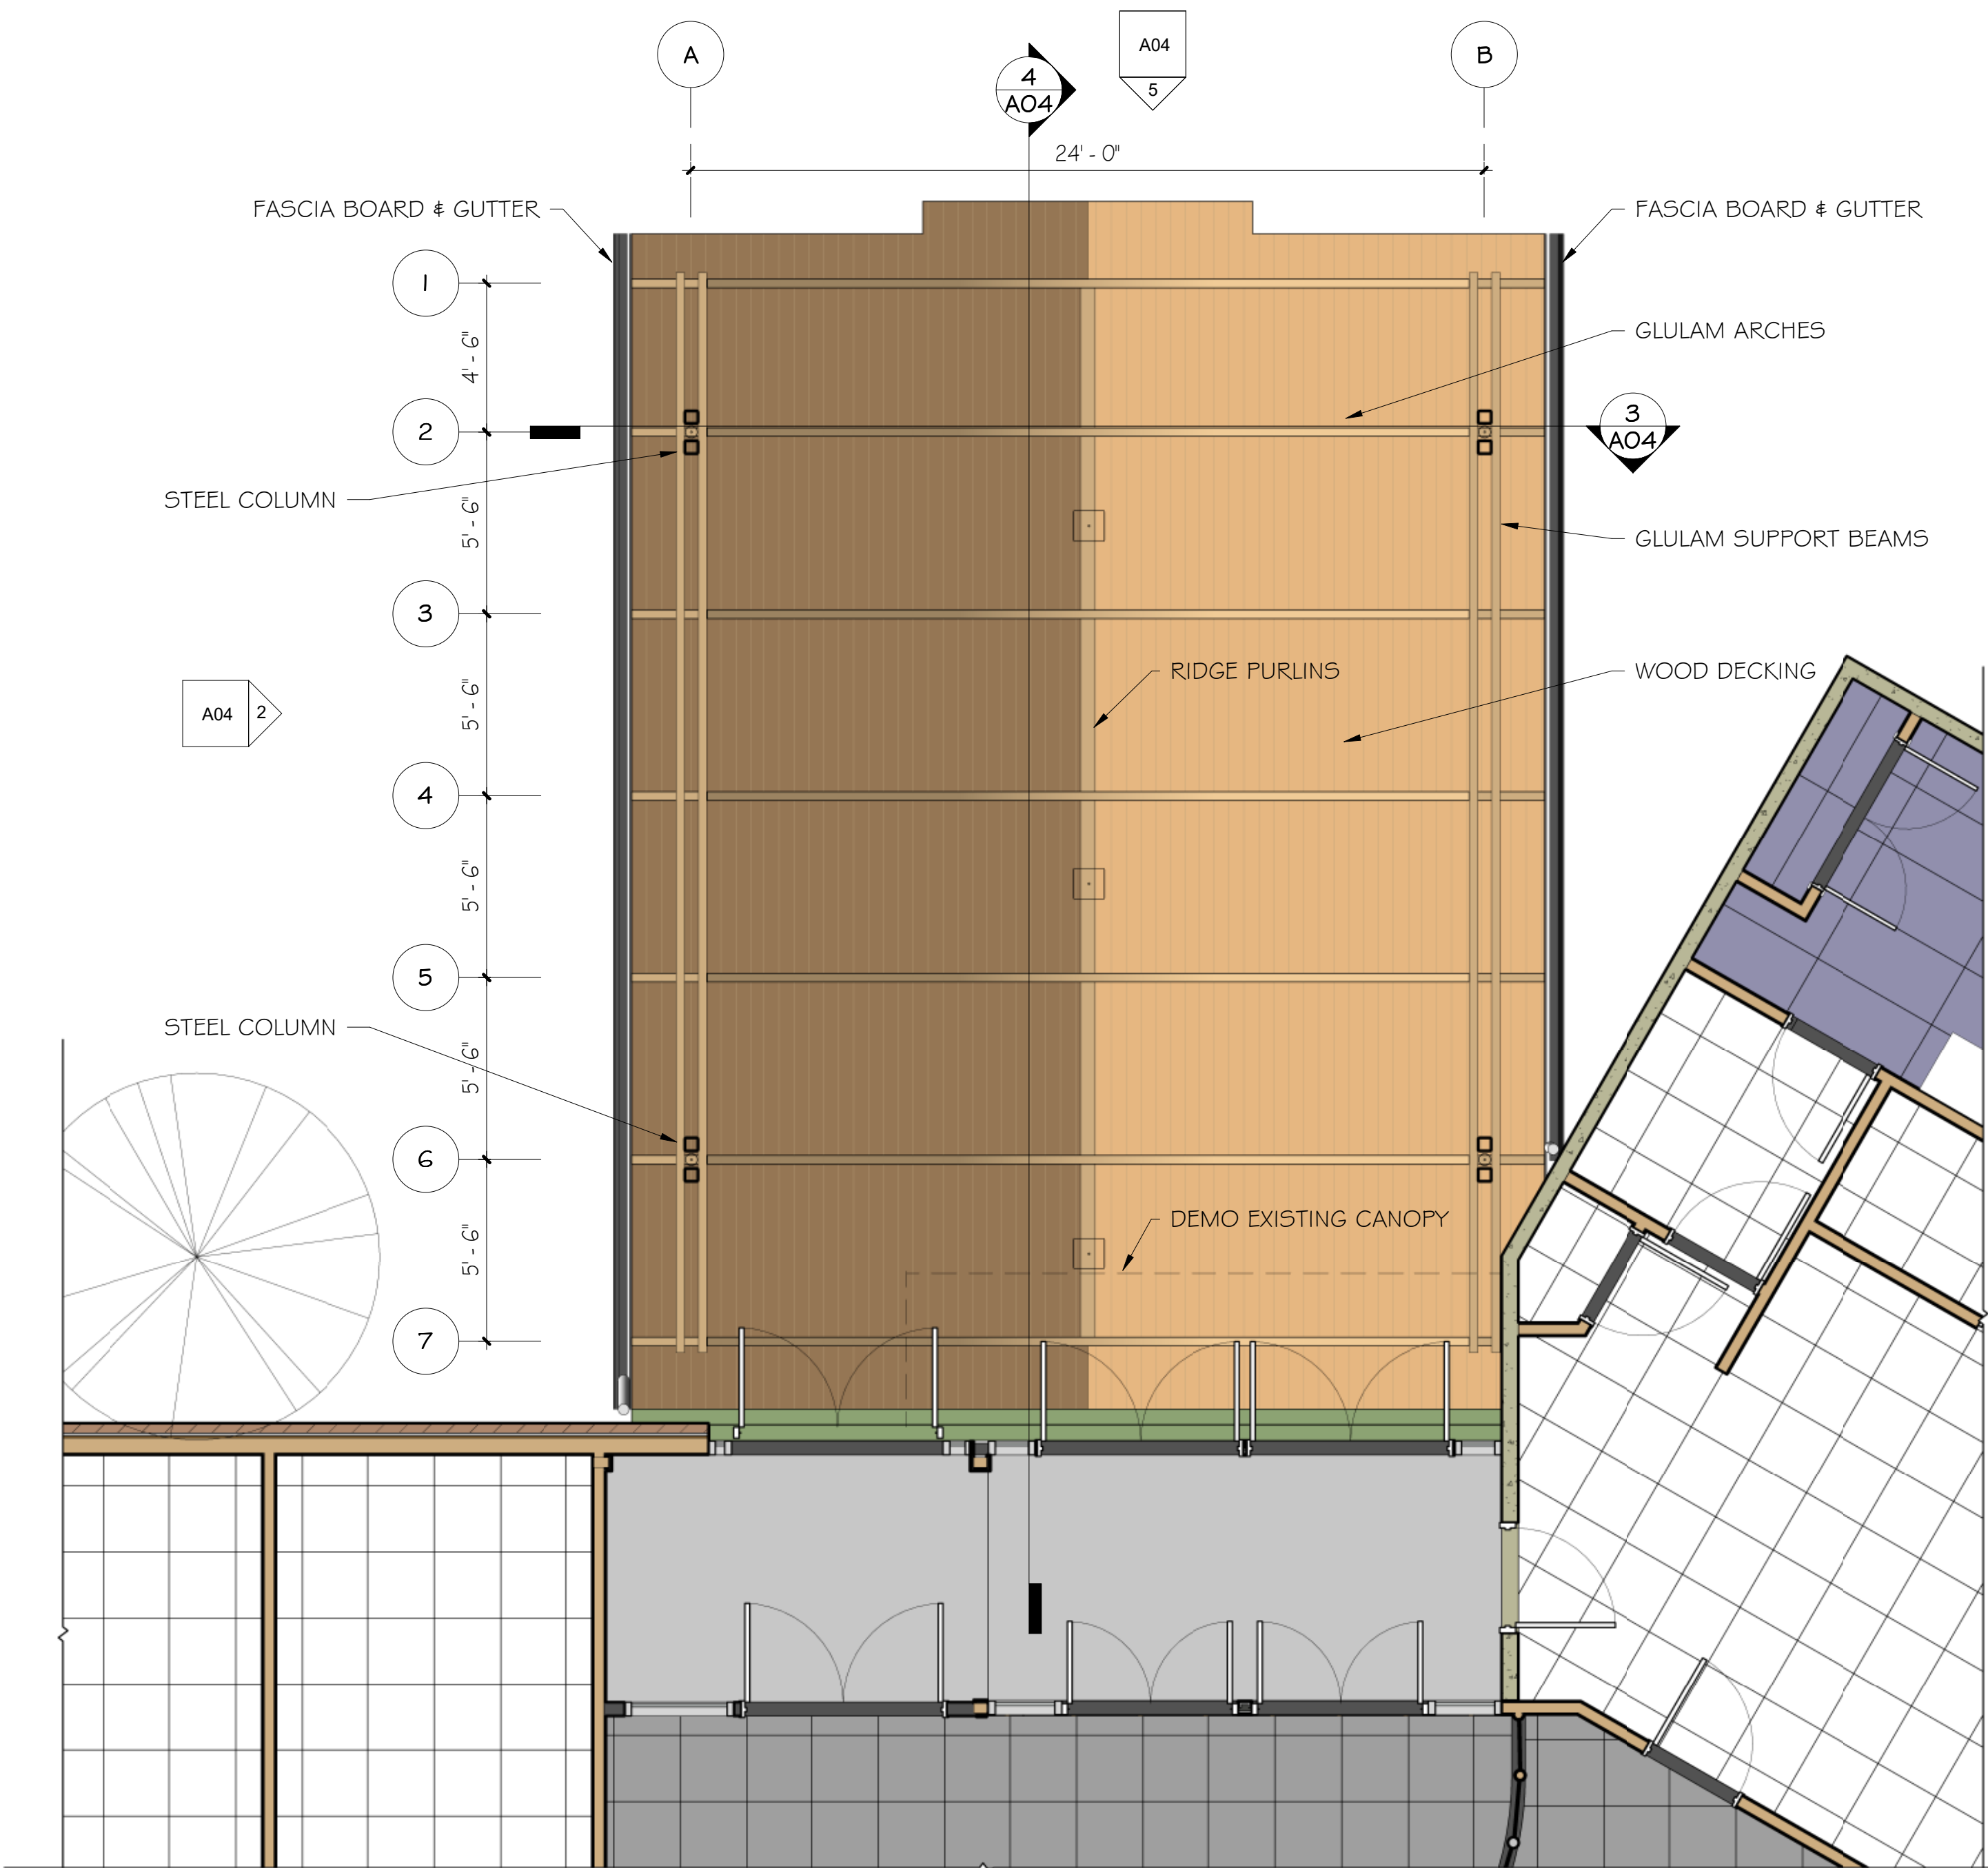 A
4
A04
A04
5
B
24' - 0"
FASCIA BOARD & GUTTER
FASCIA BOARD & GUTTER
1
4' - 6"
GLULAM ARCHES
2
3
A04
STEEL COLUMN
5' - 6"
GLULAM SUPPORT BEAMS
3
RIDGE PURLINS
WOOD DECKING
A04
2
5' - 6"
4
5' - 6"
5
STEEL COLUMN
5' - 6"
6
DEMO EXISTING CANOPY
5' - 6"
7